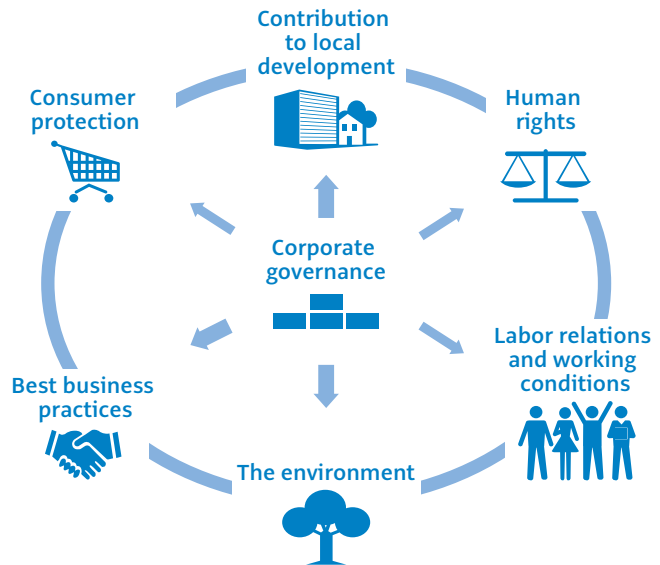 Contribution
to local
development
Consumer
protection
Human
rights
Corporate
governance
Labor relations
and working
conditions
Best business
practices
The environment